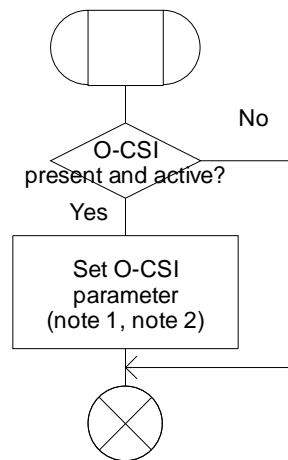 No
O-CSI
present and active?
Yes
Set O-CSI
parameter
(note 1, note 2)